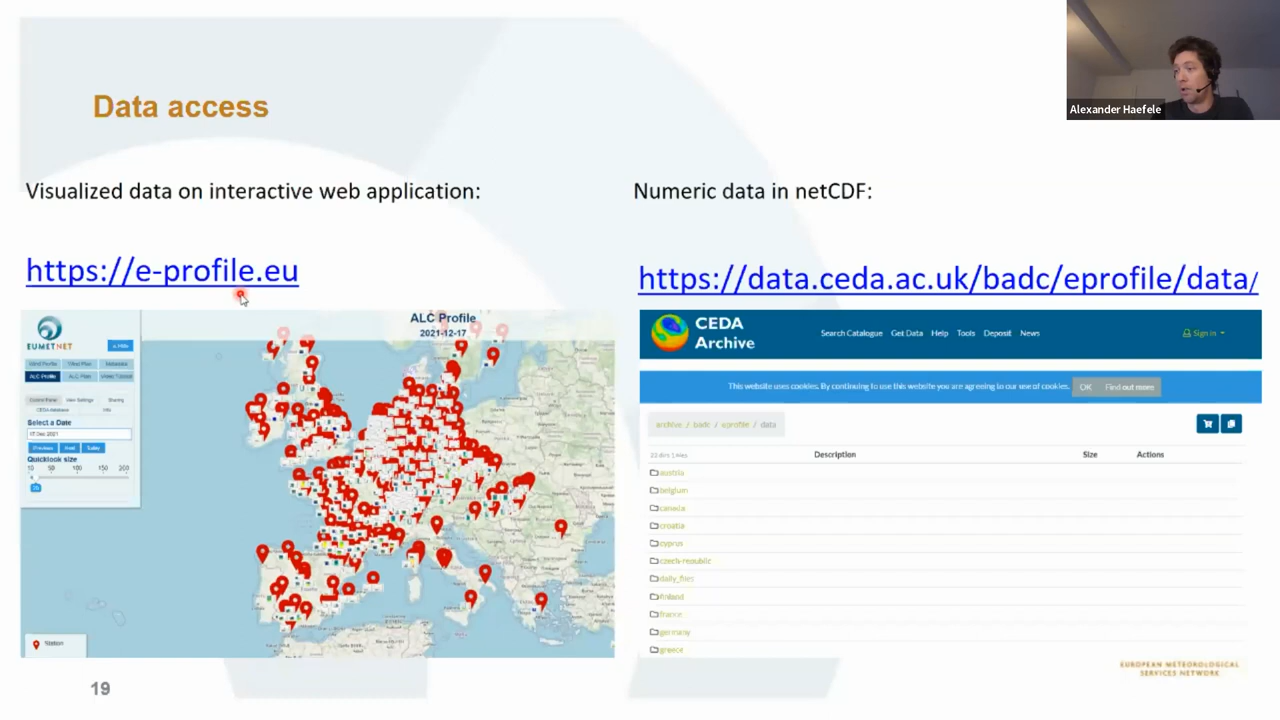 Alexander Haefele
Data access
Visualized data on interactive web application:
https://e-profile.eu
ALC Profile
2021-12-17
EUMETNET
ALC Profile
Select a Date
17 Dec 2021
Previous Next Today
Quicklook size
10 50 100 150 200
Station
Numeric data in netCDF:
https://data.ceda.ac.uk/badc/eprofile/data/
CEDA
Archive
Search Catalogue Get Data Help Tools Deposit News
Sign in
This website uses cookies. By continuing to use this website you are agreeing to our use of cookies. OK Find out more
archive / badc / eprofile / data
Description Size Actions
austria
belgium
canada
croatia
cyprus
czech-republic
daily_files
finland
france
germany
greece
EUROPEAN METEOROLOGICAL
SERVICES NETWORK
19